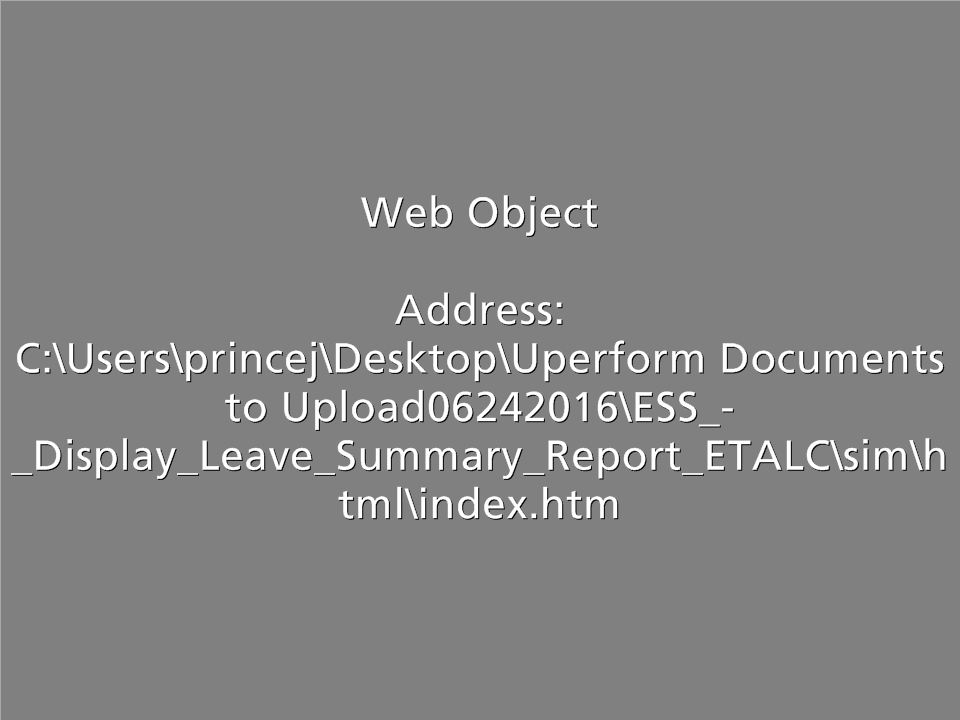 Web Object
Address:
C:\Users\princej\Desktop\Uperform Documents
to Upload06242016\ESS_-
_Display_Leave_Summary_Report_ETALC\sim\h
tml\index.htm